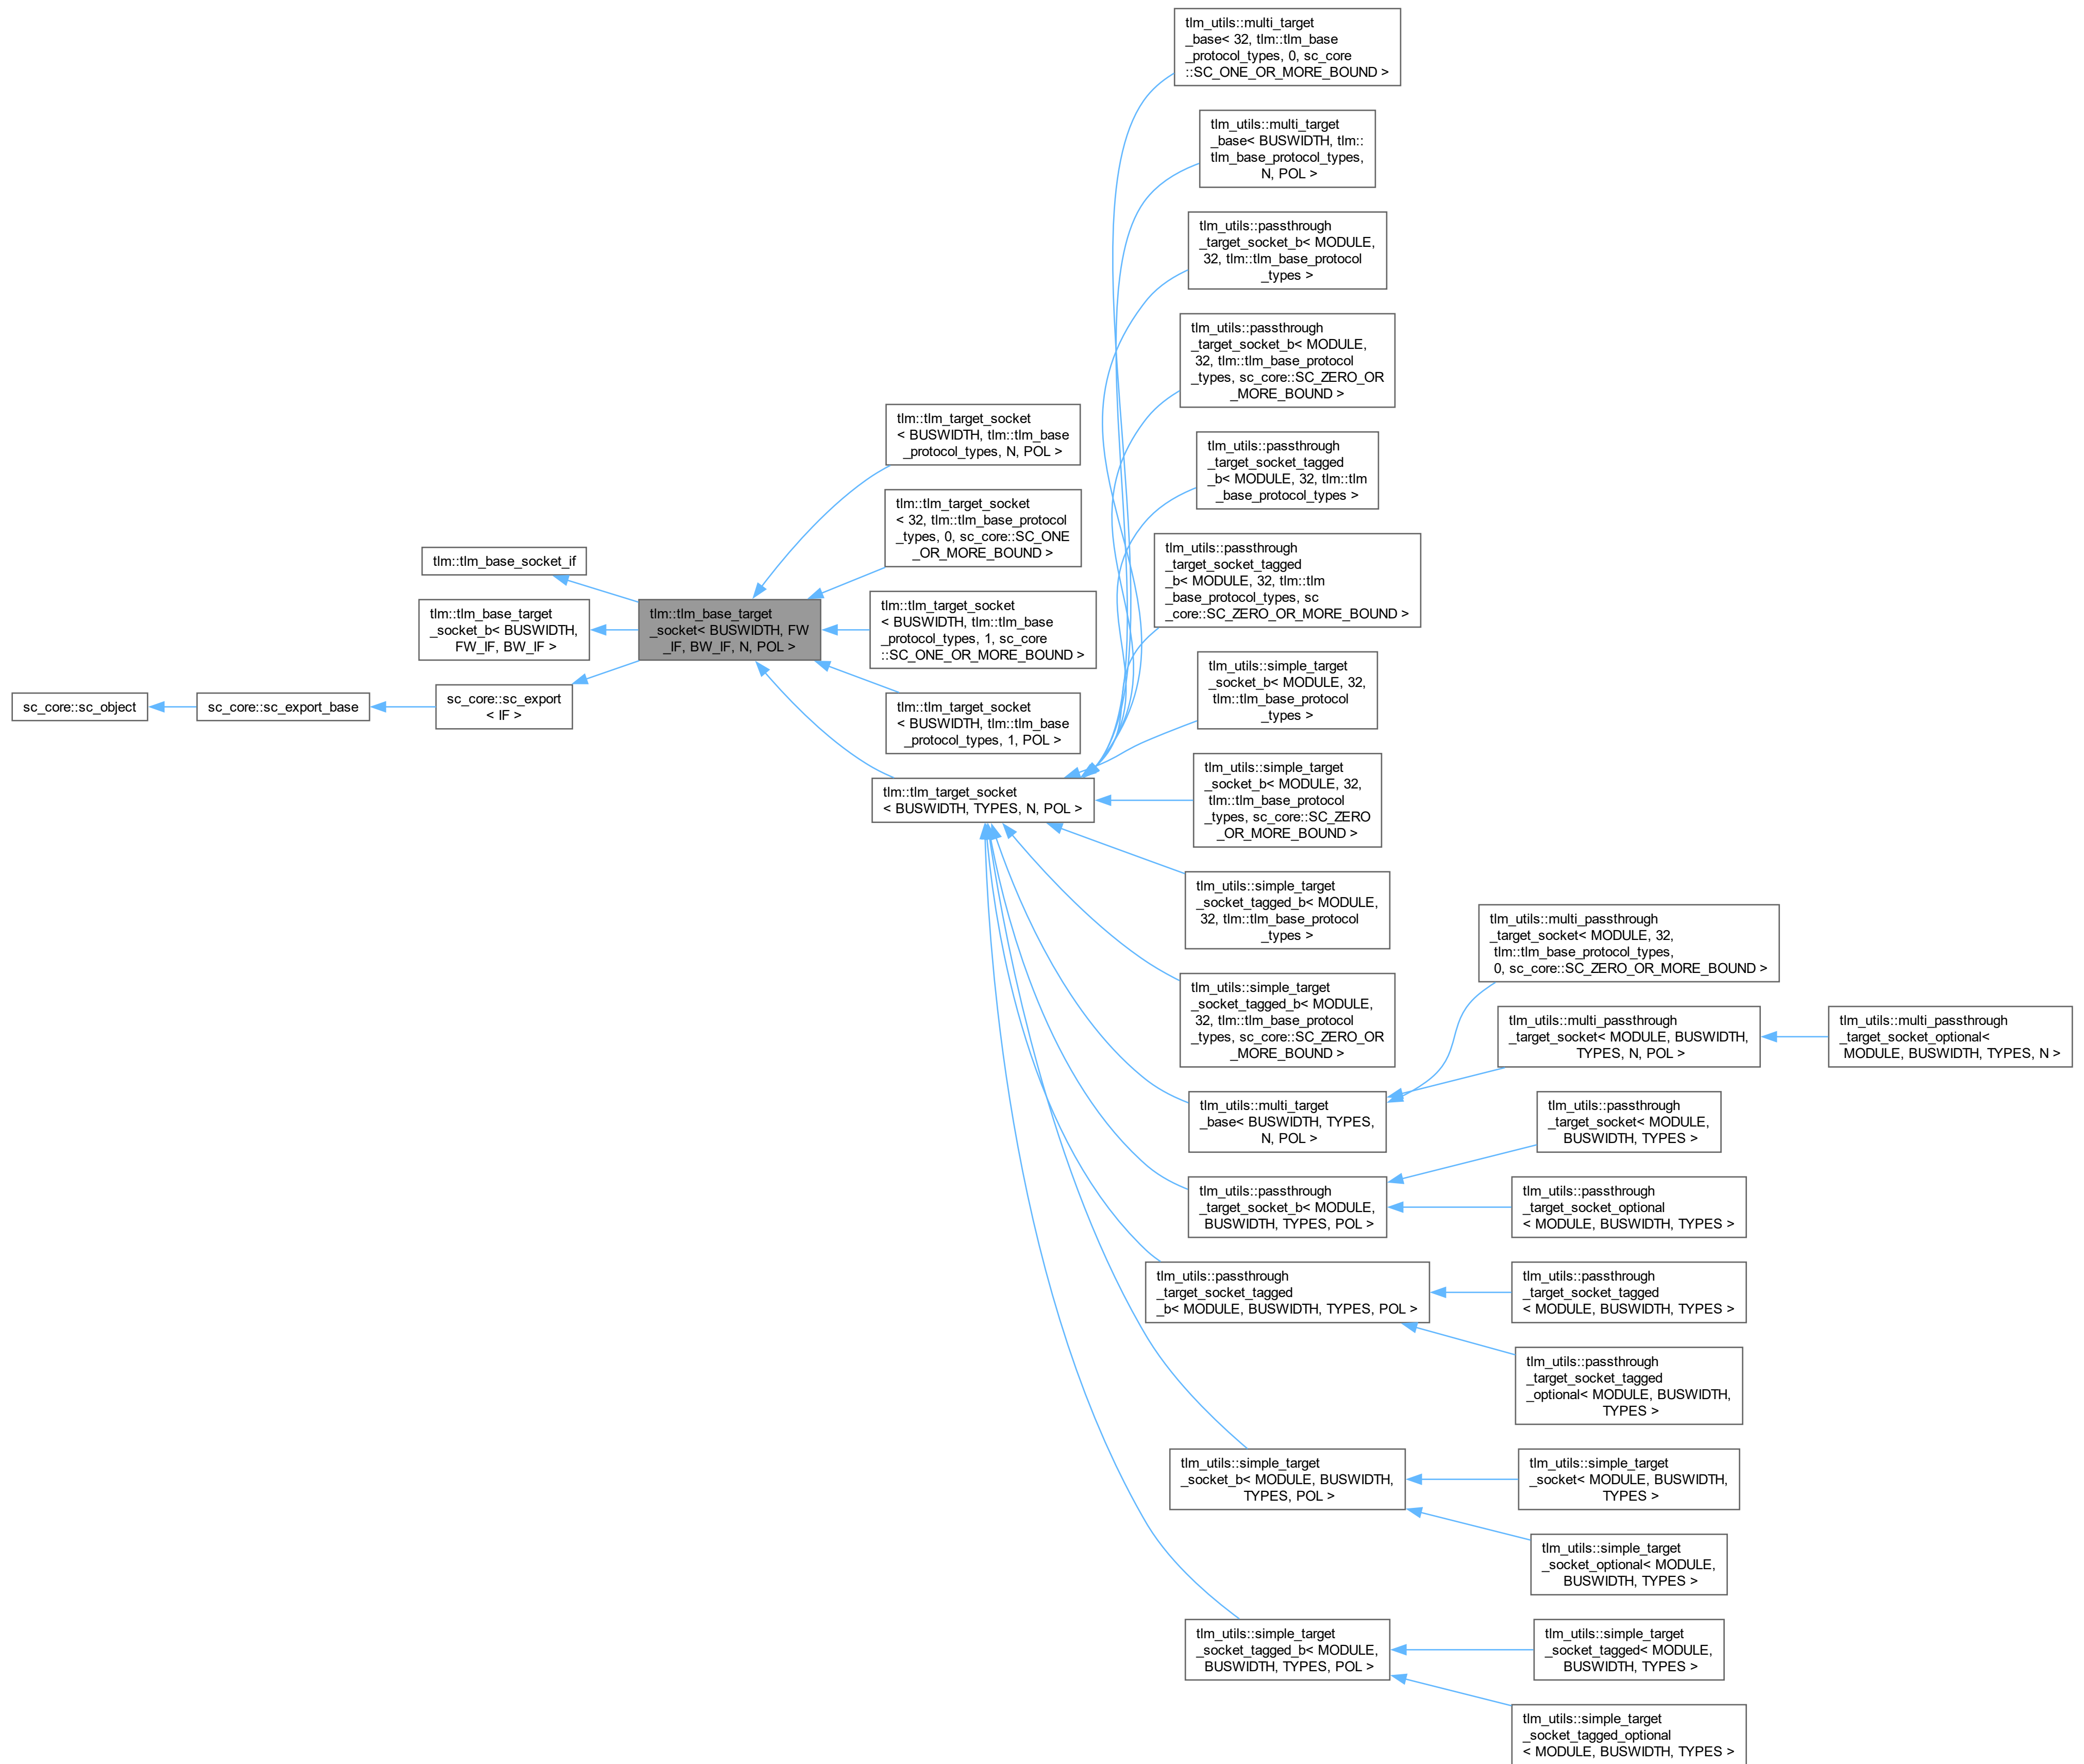 tlm_utils::multi_target
_base< 32, tlm::tlm_base
_protocol_types, 0, sc_core
::SC_ONE_OR_MORE_BOUND >
tlm_utils::multi_target
_base< BUSWIDTH, tlm::
tlm_base_protocol_types,
N, POL >
tlm_utils::passthrough
_target_socket_b< MODULE,
32, tlm::tlm_base_protocol
_types >
tlm_utils::passthrough
_target_socket_b< MODULE,
32, tlm::tlm_base_protocol
_types, sc_core::SC_ZERO_OR
_MORE_BOUND >
tlm_utils::passthrough
_target_socket_tagged
_b< MODULE, 32, tlm::tlm
_base_protocol_types >
tlm_utils::passthrough
_target_socket_tagged
_b< MODULE, 32, tlm::tlm
_base_protocol_types, sc
_core::SC_ZERO_OR_MORE_BOUND >
tlm_utils::simple_target
_socket_b< MODULE, 32,
tlm::tlm_base_protocol
_types >
tlm_utils::simple_target
_socket_b< MODULE, 32,
tlm::tlm_base_protocol
_types, sc_core::SC_ZERO
_OR_MORE_BOUND >
tlm_utils::simple_target
_socket_tagged_b< MODULE,
32, tlm::tlm_base_protocol
_types >
tlm_utils::simple_target
_socket_tagged_b< MODULE,
32, tlm::tlm_base_protocol
_types, sc_core::SC_ZERO_OR
_MORE_BOUND >
tlm::tlm_target_socket
< BUSWIDTH, tlm::tlm_base
_protocol_types, N, POL >
tlm::tlm_target_socket
< 32, tlm::tlm_base_protocol
_types, 0, sc_core::SC_ONE
_OR_MORE_BOUND >
tlm::tlm_target_socket
< BUSWIDTH, tlm::tlm_base
_protocol_types, 1, sc_core
::SC_ONE_OR_MORE_BOUND >
tlm::tlm_target_socket
< BUSWIDTH, tlm::tlm_base
_protocol_types, 1, POL >
tlm::tlm_target_socket
< BUSWIDTH, TYPES, N, POL >
tlm::tlm_base_socket_if
tlm::tlm_base_target
_socket_b< BUSWIDTH,
FW_IF, BW_IF >
tlm::tlm_base_target
_socket< BUSWIDTH, FW
_IF, BW_IF, N, POL >
sc_core::sc_object
sc_core::sc_export_base
sc_core::sc_export
< IF >
tlm_utils::multi_target
_base< BUSWIDTH, TYPES,
N, POL >
tlm_utils::multi_passthrough
_target_socket< MODULE, 32,
tlm::tlm_base_protocol_types,
0, sc_core::SC_ZERO_OR_MORE_BOUND >
tlm_utils::multi_passthrough
_target_socket< MODULE, BUSWIDTH,
TYPES, N, POL >
tlm_utils::multi_passthrough
_target_socket_optional<
MODULE, BUSWIDTH, TYPES, N >
tlm_utils::passthrough
_target_socket_b< MODULE,
BUSWIDTH, TYPES, POL >
tlm_utils::passthrough
_target_socket< MODULE,
BUSWIDTH, TYPES >
tlm_utils::passthrough
_target_socket_optional
< MODULE, BUSWIDTH, TYPES >
tlm_utils::passthrough
_target_socket_tagged
_b< MODULE, BUSWIDTH, TYPES, POL >
tlm_utils::passthrough
_target_socket_tagged
< MODULE, BUSWIDTH, TYPES >
tlm_utils::passthrough
_target_socket_tagged
_optional< MODULE, BUSWIDTH,
TYPES >
tlm_utils::simple_target
_socket_b< MODULE, BUSWIDTH,
TYPES, POL >
tlm_utils::simple_target
_socket< MODULE, BUSWIDTH,
TYPES >
tlm_utils::simple_target
_socket_optional< MODULE,
BUSWIDTH, TYPES >
tlm_utils::simple_target
_socket_tagged_b< MODULE,
BUSWIDTH, TYPES, POL >
tlm_utils::simple_target
_socket_tagged< MODULE,
BUSWIDTH, TYPES >
tlm_utils::simple_target
_socket_tagged_optional
< MODULE, BUSWIDTH, TYPES >